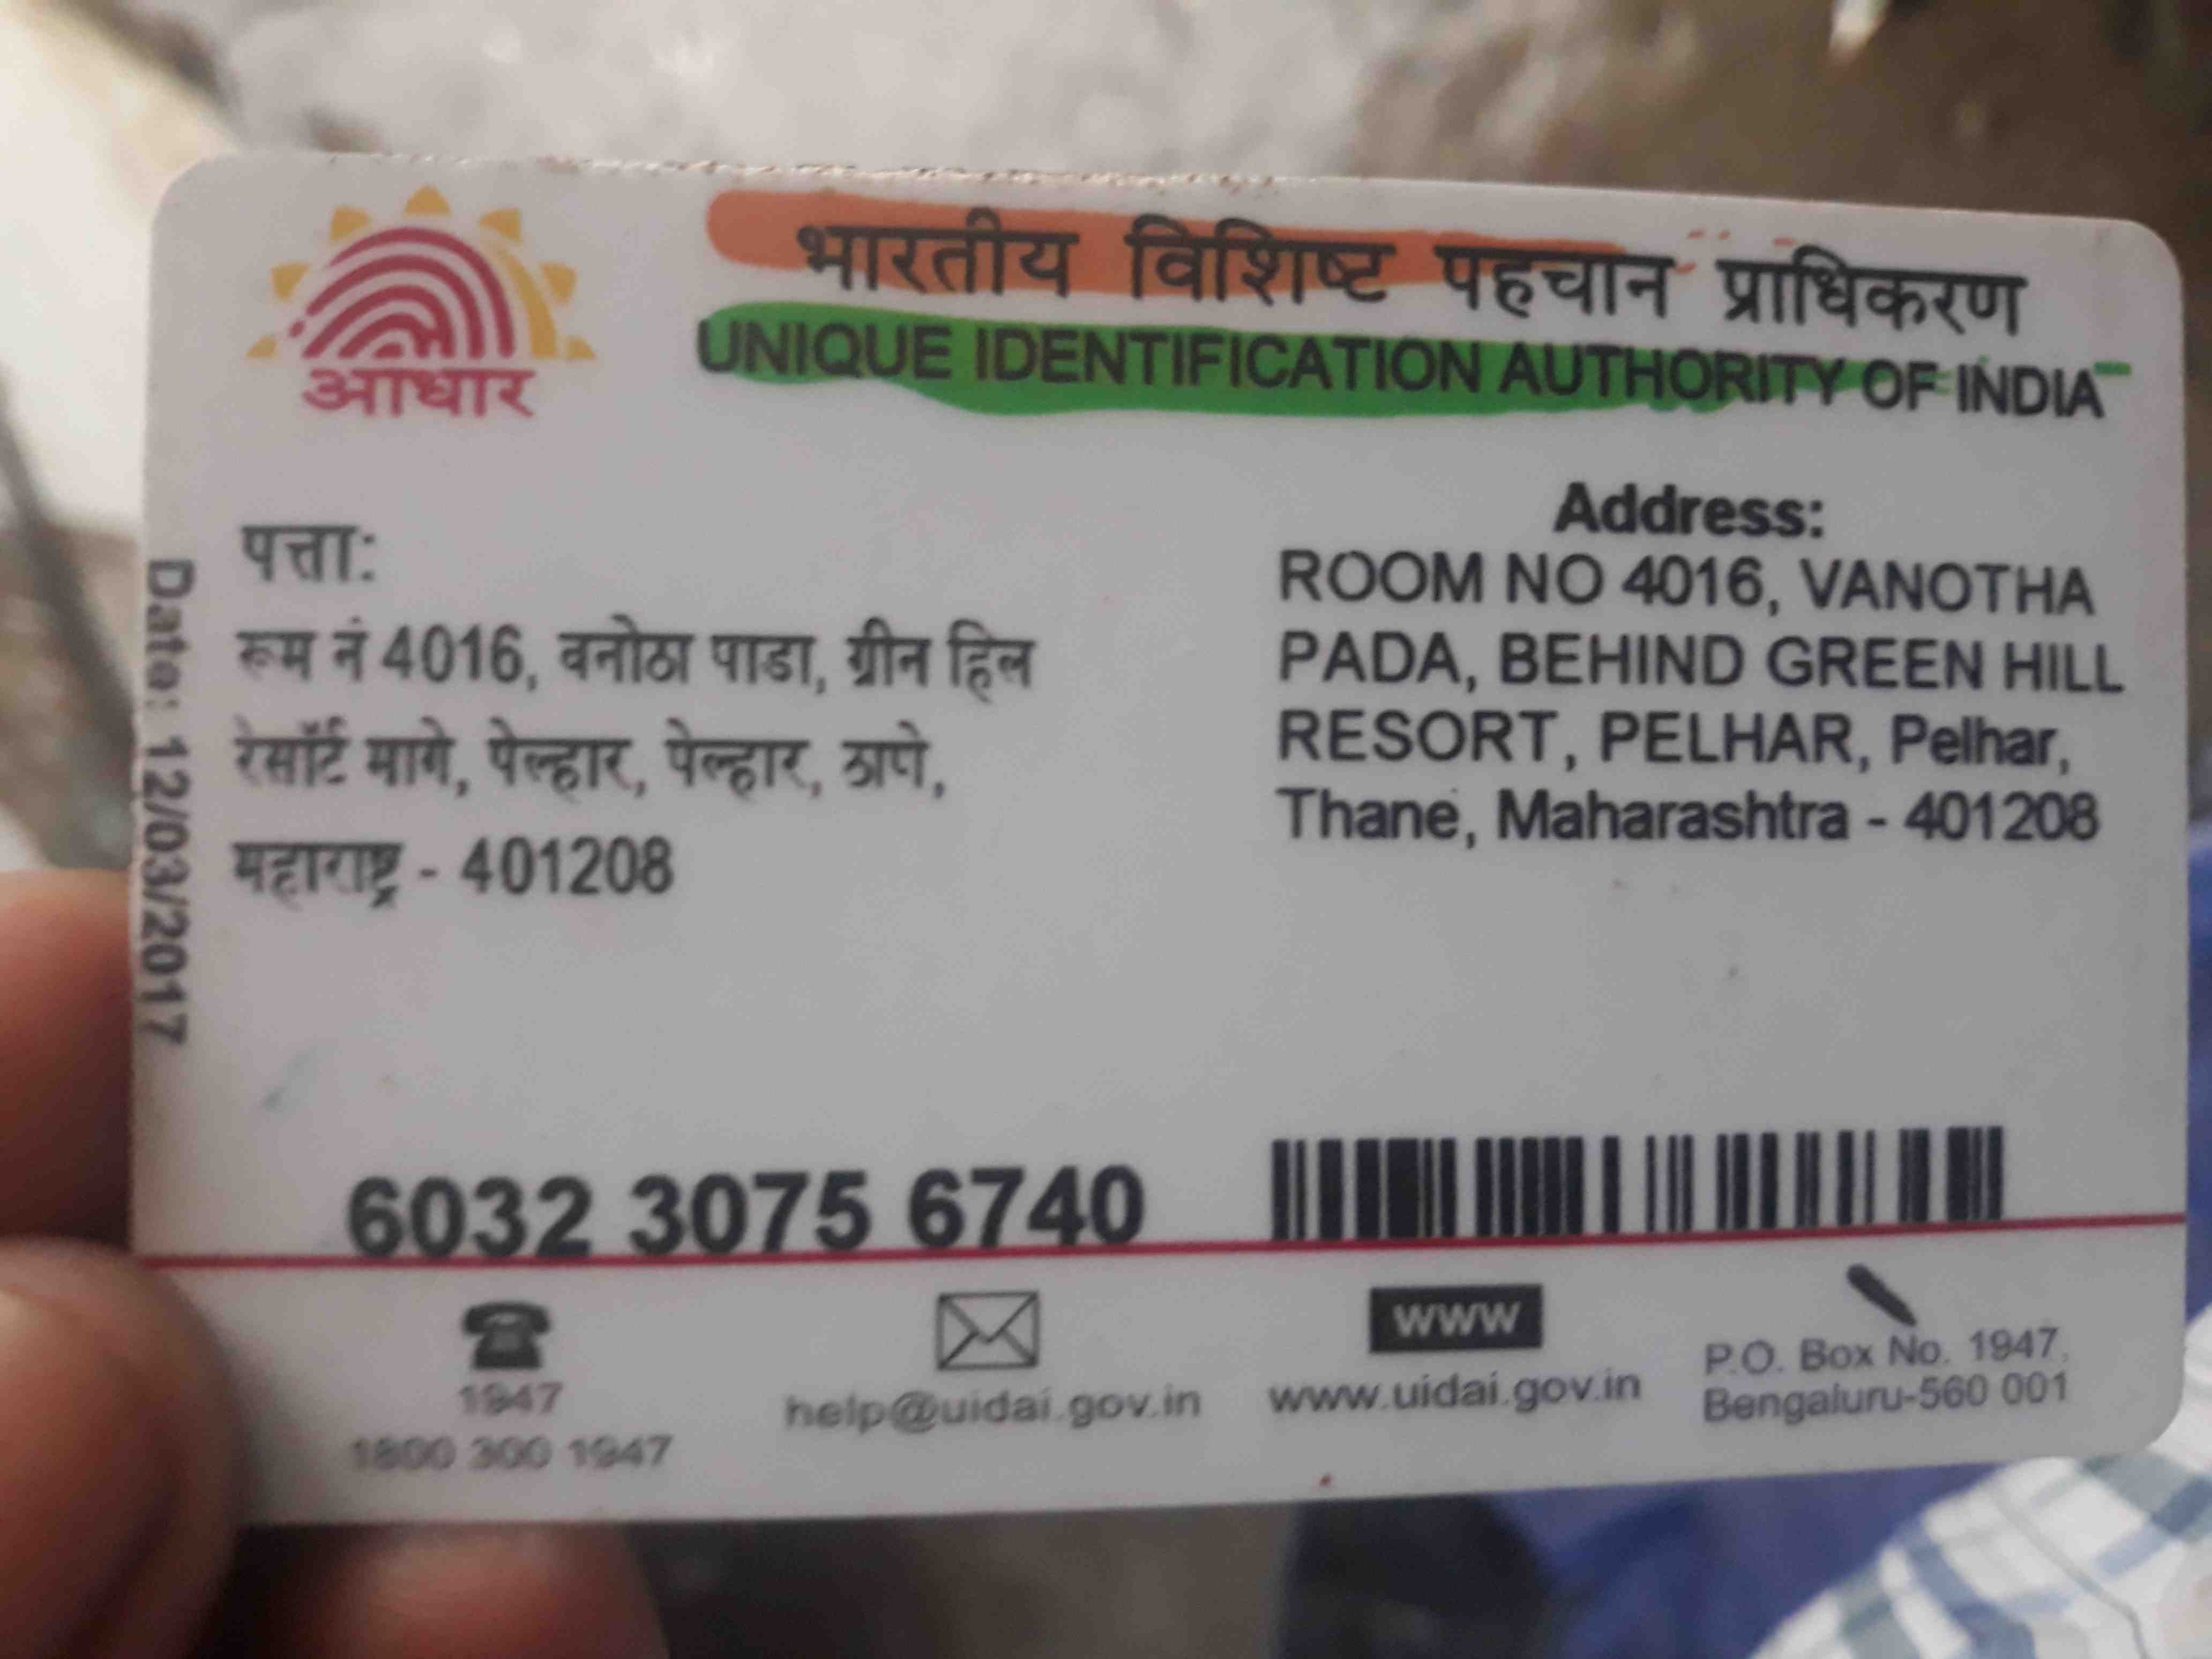 आधार
भारतीय विशिष्ट पहचान प्राधिकरण
UNIQUE IDENTIFICATION AUTHORITY OF INDIA
Date: 12/03/2017
पत्ता:
रूम नं 4016, वनोठा पाडा, ग्रीन हिल
रेसॉर्ट मागे, पेल्हार, पेल्हार, ठाणे,
महाराष्ट्र - 401208
Address:
ROOM NO 4016, VANOTHA
PADA, BEHIND GREEN HILL
RESORT, PELHAR, Pelhar,
Thane, Maharashtra - 401208
6032 3075 6740
1947
1800 300 1947
help@uidai.gov.in
www
www.uidai.gov.in
P.O. Box No. 1947,
Bengaluru-560 001